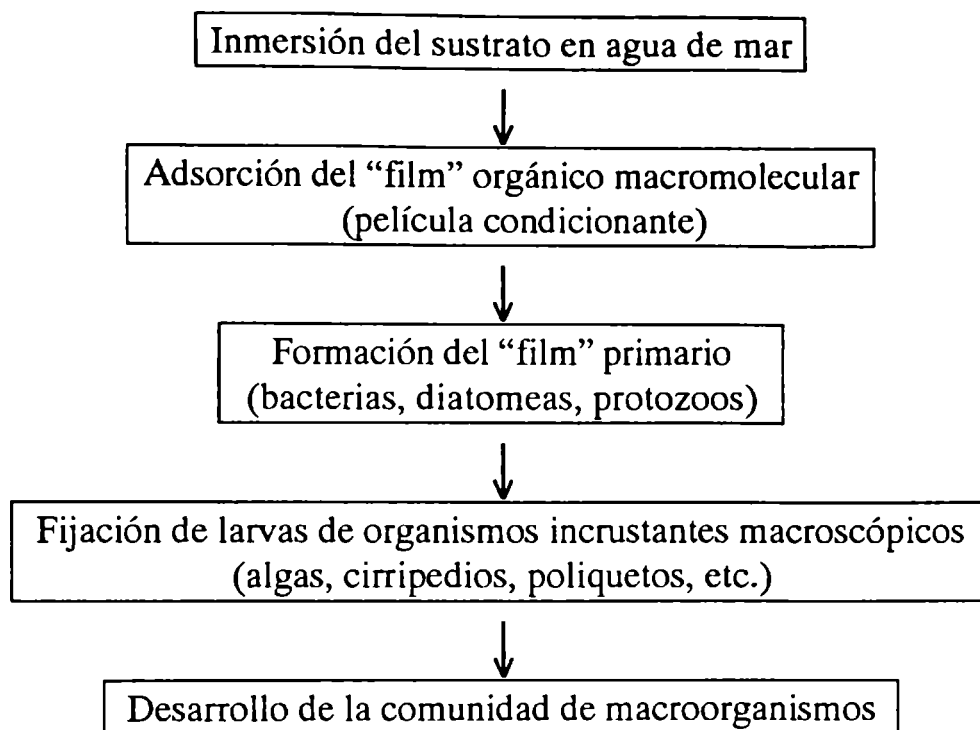 Inmersión del sustrato en agua de mar
Adsorción del “film” orgánico macromolecular
(película condicionante)
Formación del “film” primario
(bacterias, diatomeas, protozoos)
Fijación de larvas de organismos incrustantes macroscópicos
(algas, cirripedios, poliquetos, etc.)
Desarrollo de la comunidad de macroorganismos